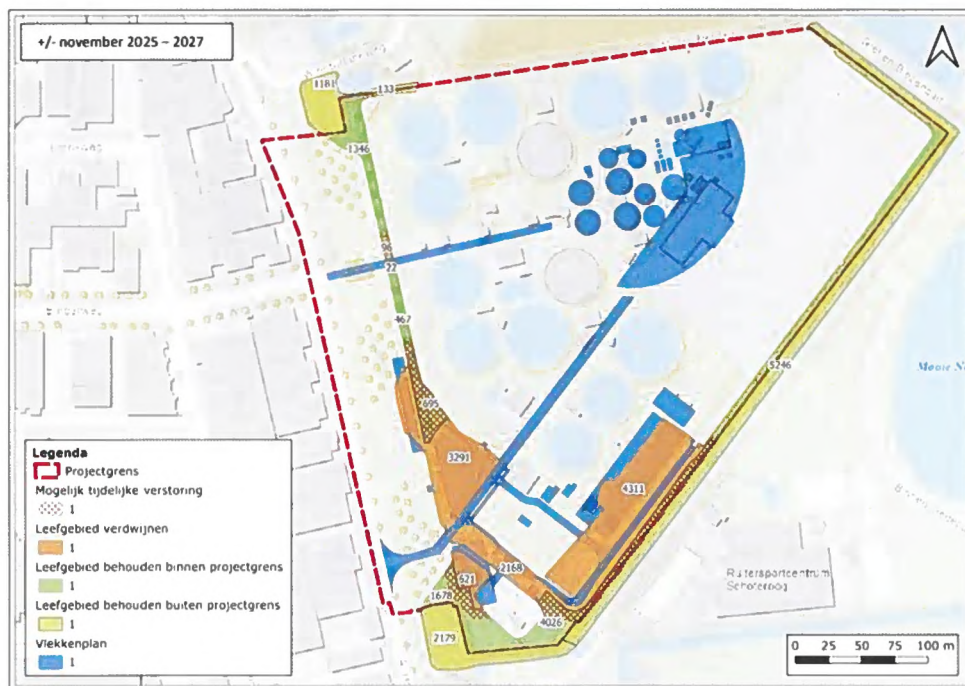 +/- november 2025 – 2027
1181
133
1346
96
22
467
695
3291
4311
5246
2168
521
1678
4026
2179
Mooie N
Ruitersportcentrum
Schoteroog
Legenda
Projectgrens
Mogelijk tijdelijke verstoring
1
Leefgebied verdwijnen
1
Leefgebied behouden binnen projectgrens
1
Leefgebied behouden buiten projectgrens
1
Vlekkenplan
1
0 25 50 75 100 m